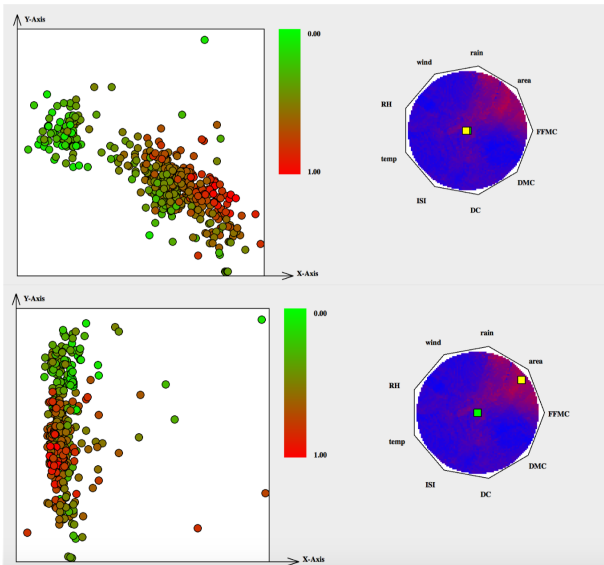 Y-Axis
0.00
1.00
X-Axis
rain
wind
area
RH
FFMC
temp
DMC
ISI
DC
Y-Axis
0.00
1.00
X-Axis
rain
wind
area
RH
FFMC
temp
DMC
ISI
DC